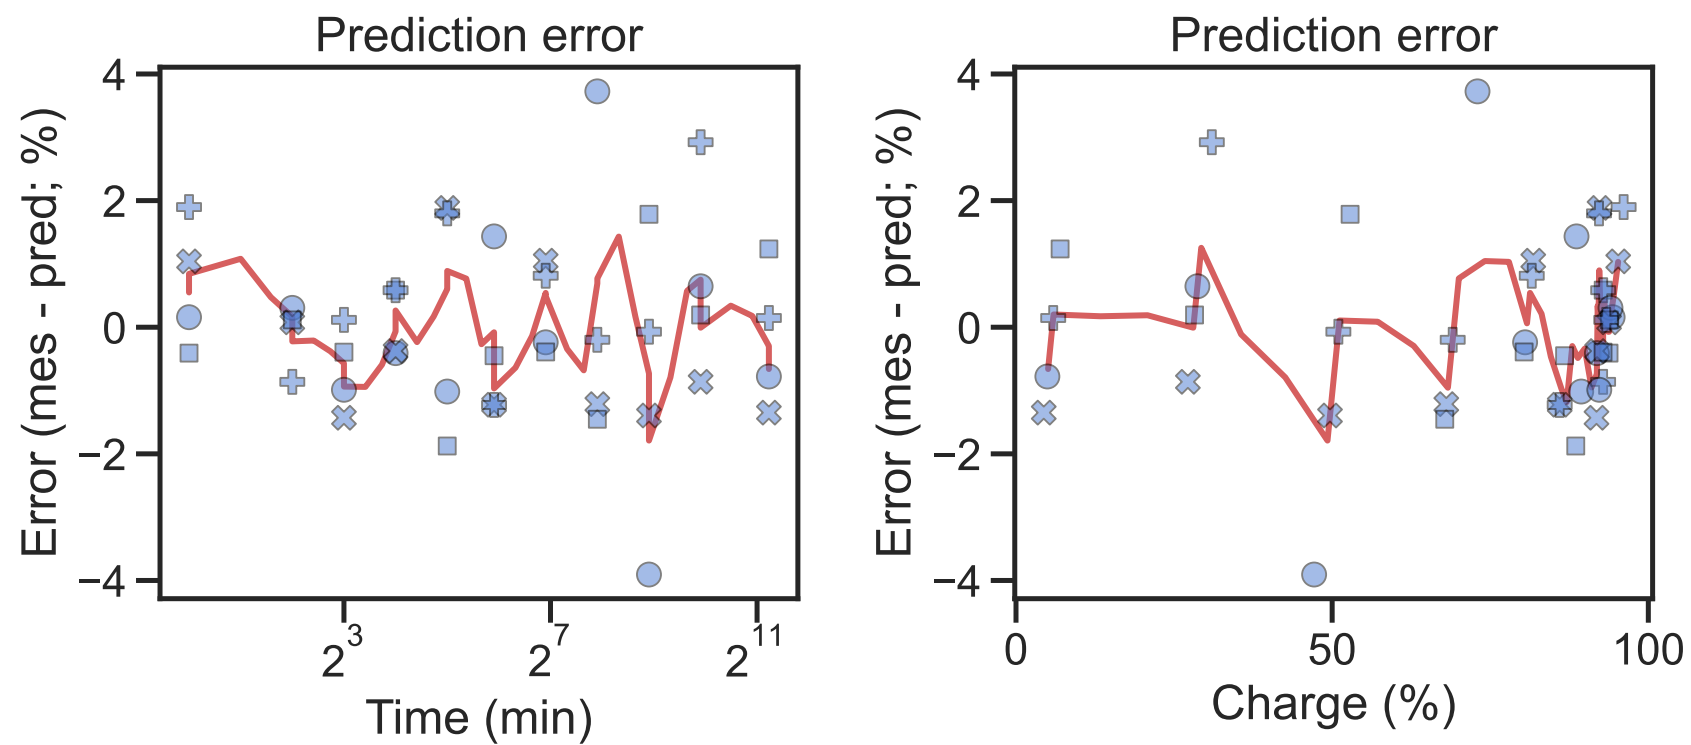 Prediction error
4
2
0
−2
−4
Error (mes - pred; %)
2^3
2^7
2^11
Time (min)
Prediction error
4
2
0
−2
−4
Error (mes - pred; %)
0
50
100
Charge (%)